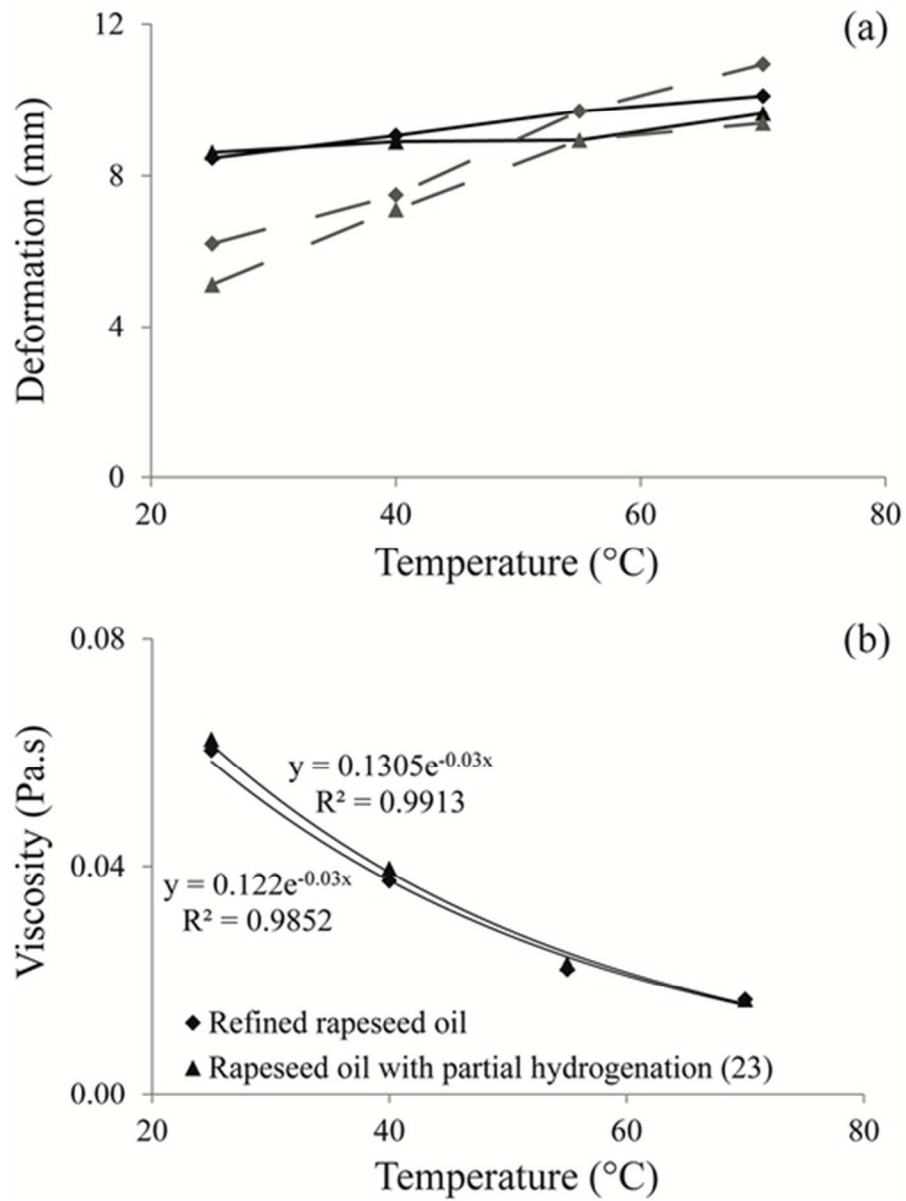 (a)
12
8
4
0
Deformation (mm)
20 40 60 80
Temperature (°C)
(b)
0.08
0.04
0.00
Viscosity (Pa.s)
y = 0.1305e^-0.03x
R² = 0.9913
y = 0.122e^-0.03x
R² = 0.9852
◆ Refined rapeseed oil
▲ Rapeseed oil with partial hydrogenation (23)
20 40 60 80
Temperature (°C)